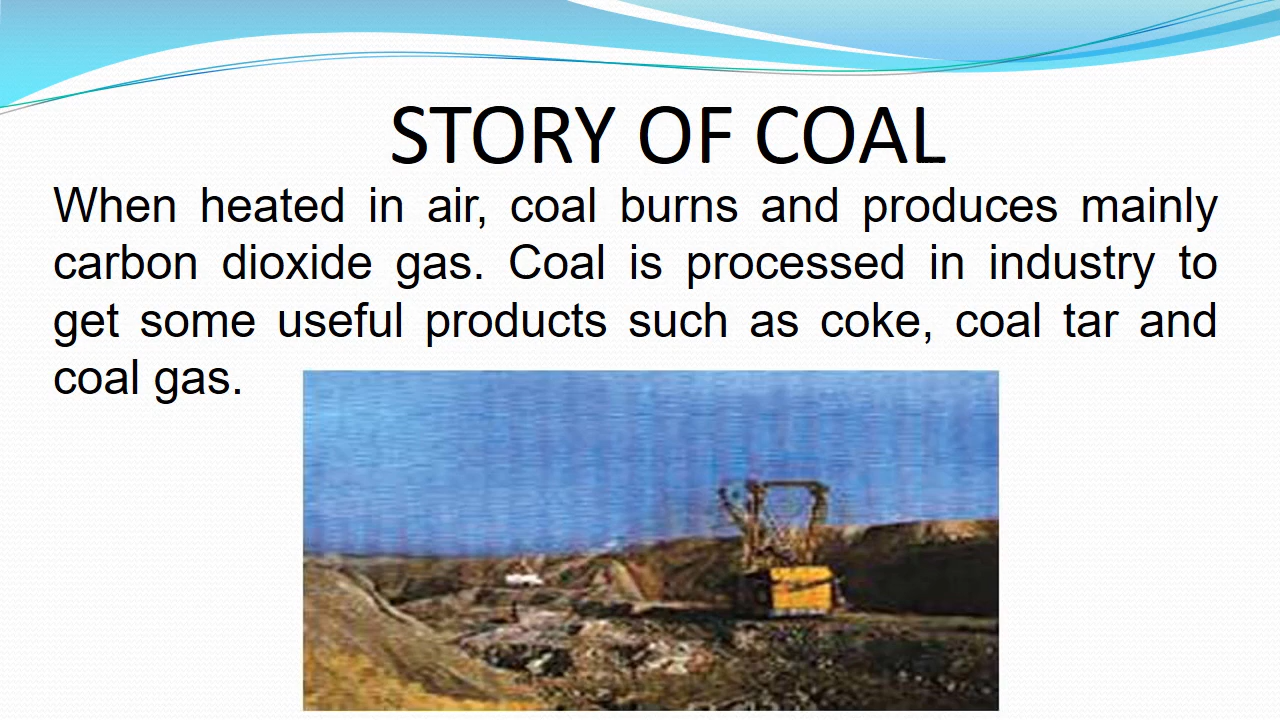 STORY OF COAL
When heated in air, coal burns and produces mainly
carbon dioxide gas. Coal is processed in industry to
get some useful products such as coke, coal tar and
coal gas.